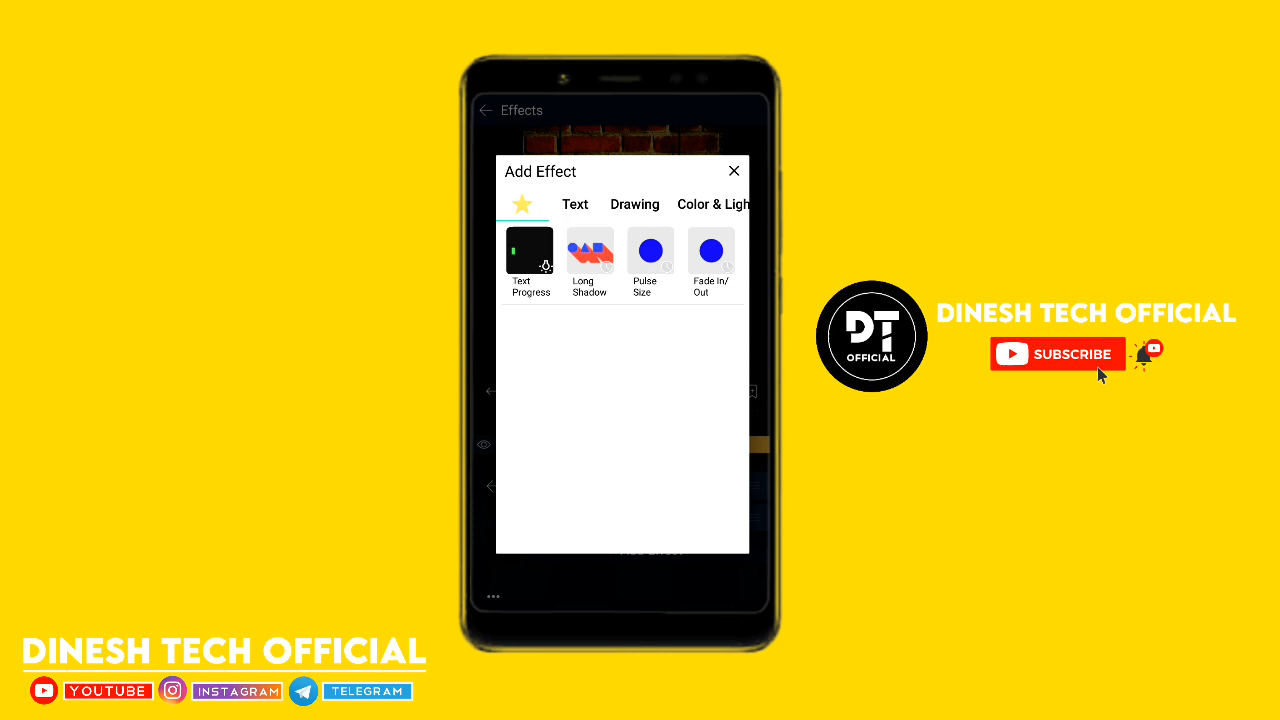 Effects
Add Effect
Text Drawing Color & Ligh
Text Progress
Long Shadow
Pulse Size
Fade In/ Out
DT
OFFICIAL
DINESH TECH OFFICIAL
SUBSCRIBE
DINESH TECH OFFICIAL
YOUTUBE INSTAGRAM TELEGRAM